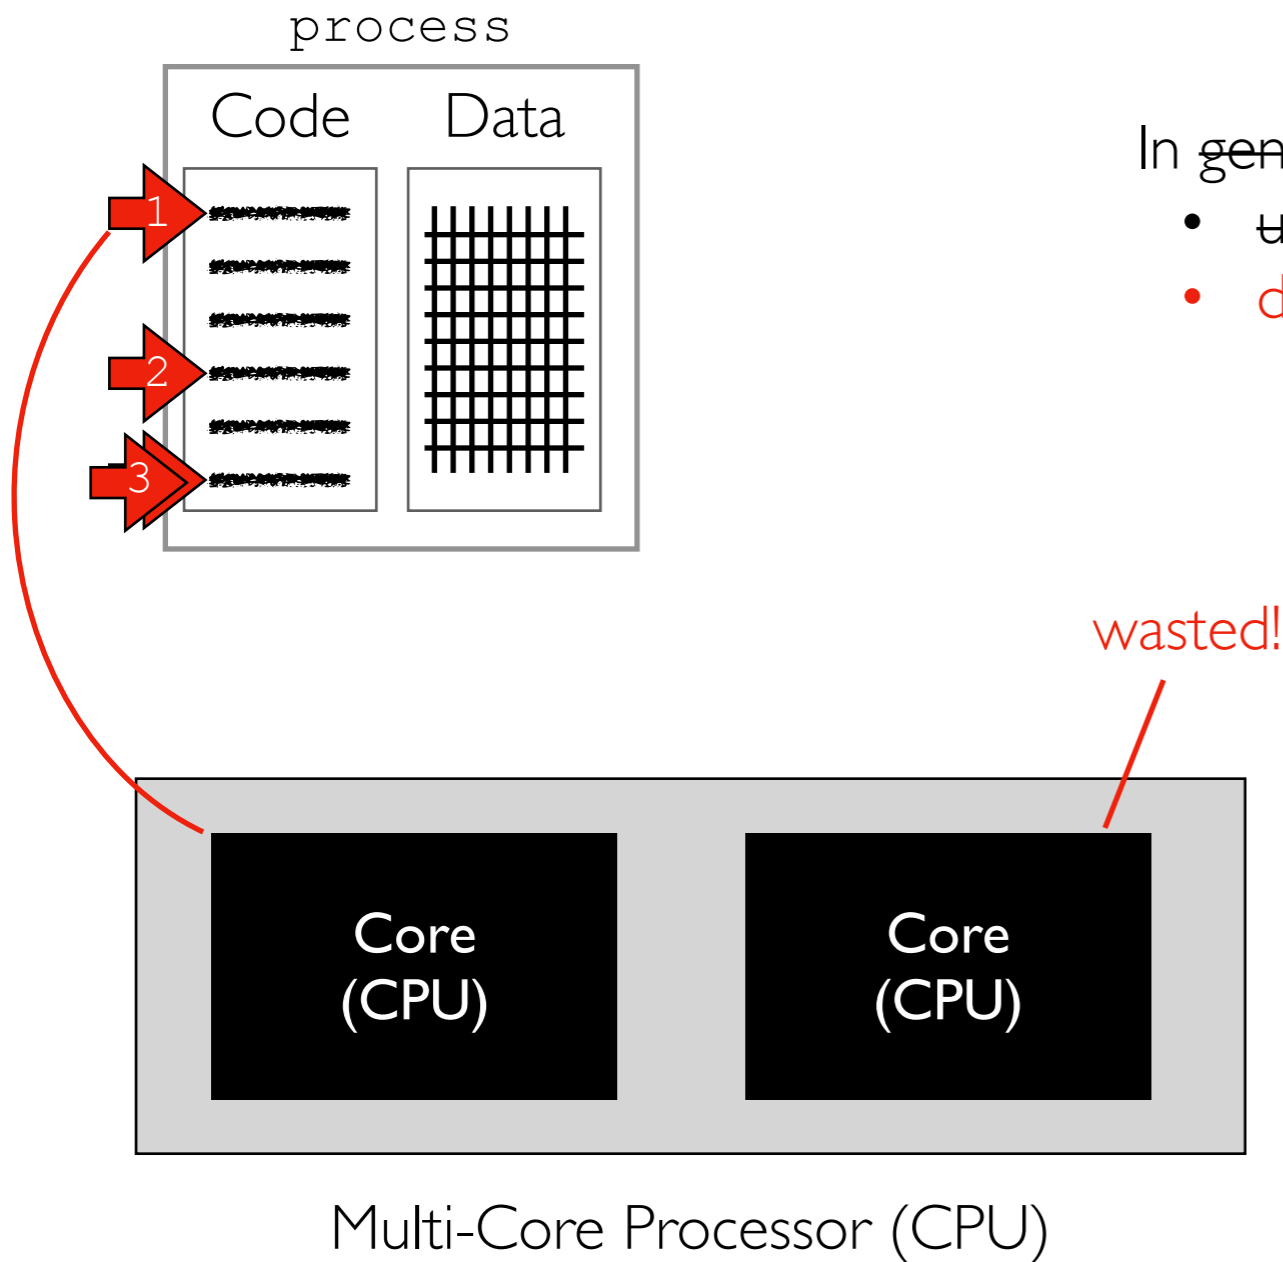 process
Code Data
1
2
3
In
wasted!
Core
(CPU)
Core
(CPU)
Multi-Core Processor (CPU)